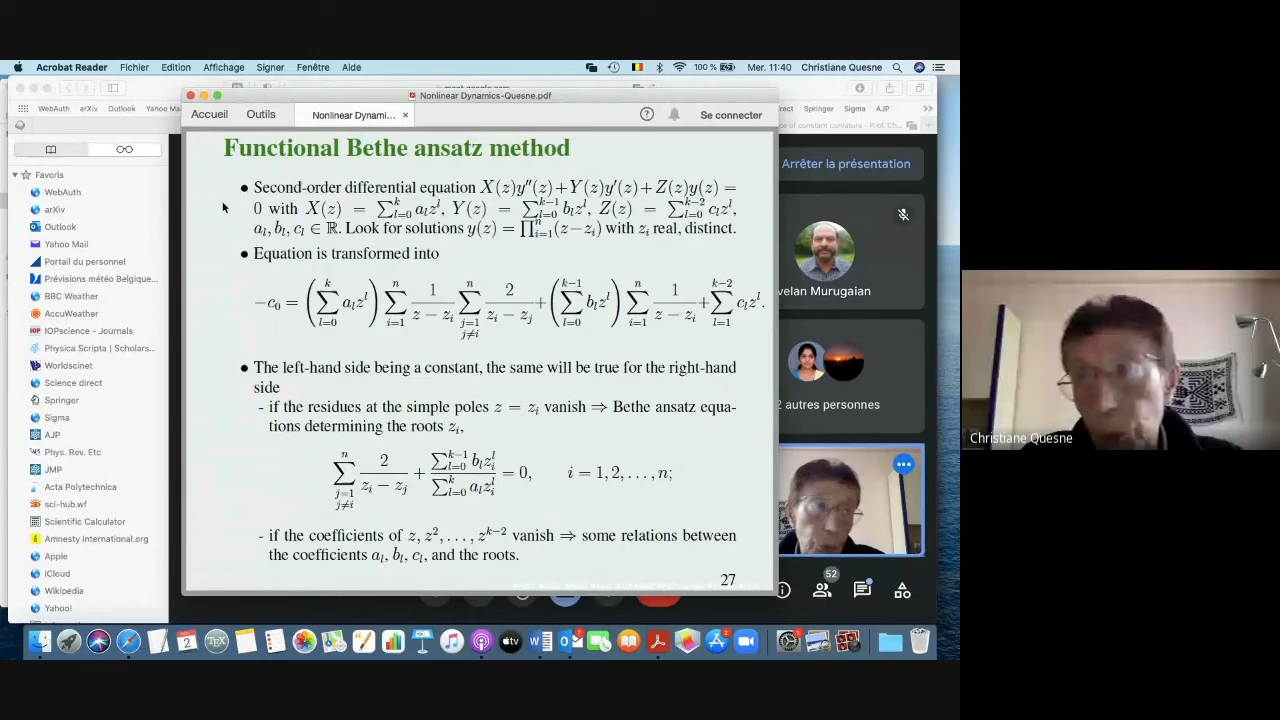 Acrobat Reader Fichier Edition Affichage Signer Fenêtre Aide 100 % Mer. 11:40 Christiane Quesne
Nonlinear Dynamics-Quesne.pdf
WebAuth arXiv Outlook Yahoo Mai
Springer Sigma AJP
Accueil Outils Nonlinear Dynami... × Se connecter
Functional Bethe ansatz method
• Second-order differential equation X(z)y''(z)+Y(z)y'(z)+Z(z)y(z) =
0 with X(z) = ∑_{l=0}^{k} a_l z^l, Y(z) = ∑_{l=0}^{k−1} b_l z^l, Z(z) = ∑_{l=0}^{k−2} c_l z^l,
a_l, b_l, c_l ∈ ℝ. Look for solutions y(z) = ∏_{i=1}^{n}(z−z_i) with z_i real, distinct.
• Equation is transformed into
−c_0 = (∑_{l=0}^{k} a_l z^l) ∑_{i=1}^{n} 1/(z − z_i) ∑_{j=1, j≠i}^{n} 2/(z_i − z_j) + (∑_{l=0}^{k−1} b_l z^l) ∑_{i=1}^{n} 1/(z − z_i) + ∑_{l=1}^{k−2} c_l z^l.
• The left-hand side being a constant, the same will be true for the right-hand
side
- if the residues at the simple poles z = z_i vanish ⇒ Bethe ansatz equa-
tions determining the roots z_i,
∑_{j=1, j≠i}^{n} 2/(z_i − z_j) + (∑_{l=0}^{k−1} b_l z_i^l)/(∑_{l=0}^{k} a_l z_i^l) = 0, i = 1, 2, . . . , n;
- if the coefficients of z, z^2, . . . , z^{k−2} vanish ⇒ some relations between
the coefficients a_l, b_l, c_l, and the roots.
27
Favoris
WebAuth
arXiv
Outlook
Yahoo Mail
Portail du personnel
Prévisions météo Belgique...
BBC Weather
AccuWeather
IOPscience - Journals
Physica Scripta | Scholars...
Worldscinet
Science direct
Springer
Sigma
AJP
Phys. Rev. Etc
JMP
Acta Polytechnica
sci-hub.wf
Scientific Calculator
Amnesty international.org
Apple
iCloud
Wikipedia
Yahoo!
Arrêter la présentation
velan Murugaian
2 autres personnes
52
Christiane Quesne